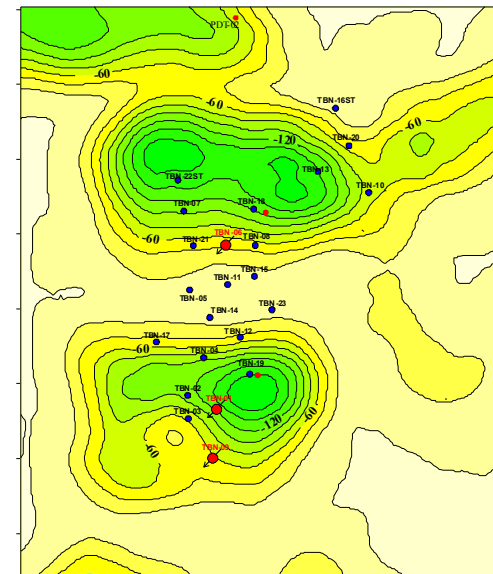 PDT-02
-60
-60
TBN-16ST
-60
TBN-20
-120
TBN-13
TBN-22ST
TBN-10
TBN-07
TBN-18
TBN-06
-60
TBN-21
TBN-08
TBN-15
TBN-11
TBN-05
TBN-23
TBN-14
TBN-17
TBN-12
-60
TBN-04
TBN-19
TBN-02
TBN-01
-60
TBN-03
-120
-60
TBN-09